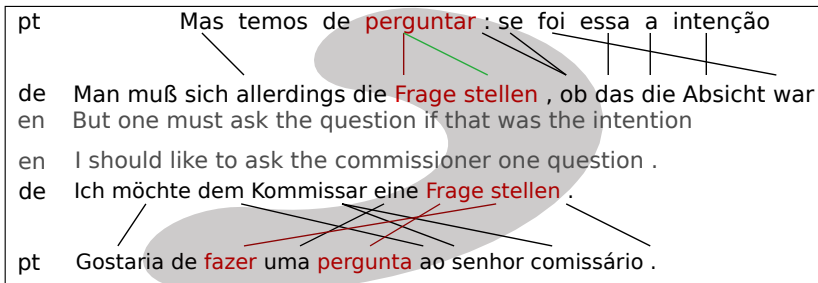 pt Mas temos de perguntar : se foi essa a intenção
de Man muß sich allerdings die Frage stellen , ob das die Absicht war
en But one must ask the question if that was the intention
en I should like to ask the commissioner one question .
de Ich möchte dem Kommissar eine Frage stellen .
pt Gostaria de fazer uma pergunta ao senhor comissário .